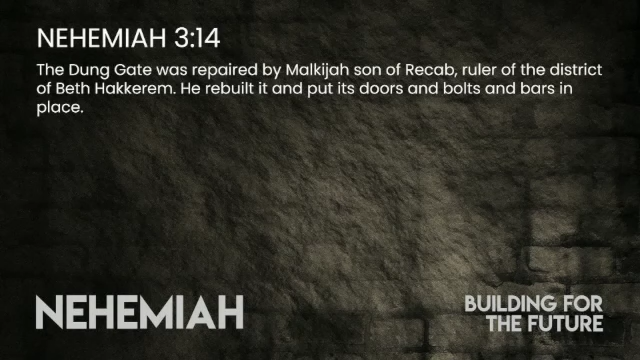 NEHEMIAH 3:14
The Dung Gate was repaired by Malkijah son of Recab, ruler of the district
of Beth Hakkerem. He rebuilt it and put its doors and bolts and bars in
place.
NEHEMIAH
BUILDING FOR
THE FUTURE